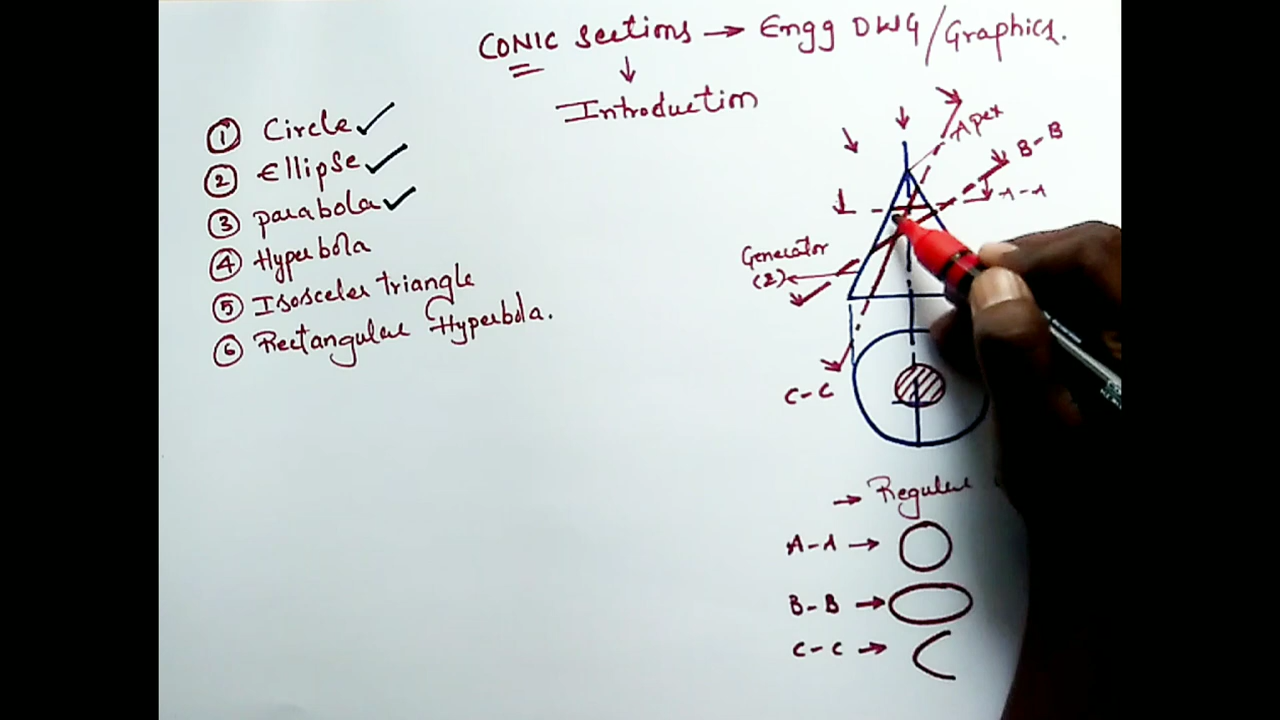 CONIC Sections → Engg DWG/Graphics.
↓
Introduction
① Circle ✓
② Ellipse ✓
③ parabola ✓
④ Hyperbola
⑤ Isosceles triangle
⑥ Rectangular Hyperbola.
Apex
B-B
A-A
Generator
(2)
C-C
→ Regular
A-A →
B-B →
C-C →